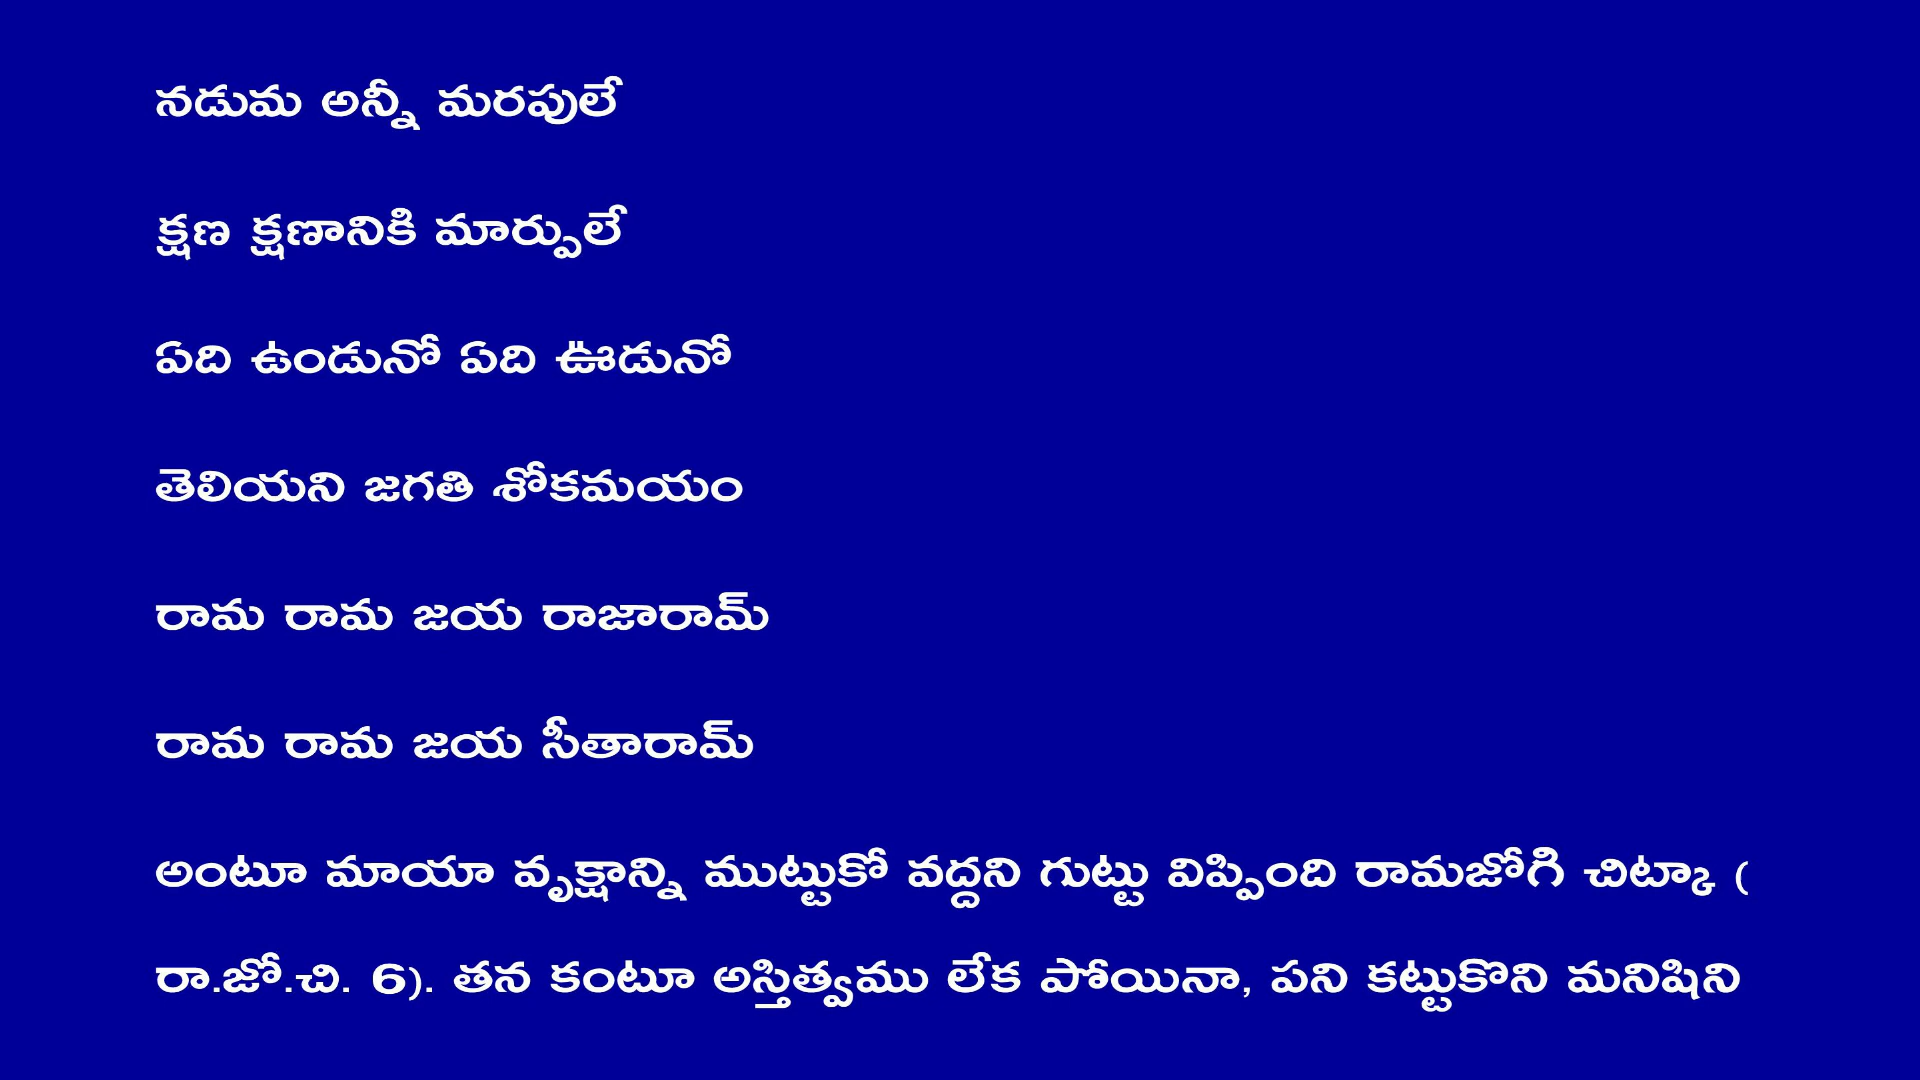 నడుమ అన్నీ మరపులే
క్షణ క్షణానికి మార్పులే
ఏది ఉండునో ఏది ఊడునో
తెలియని జగతి శోకమయం
రామ రామ జయ రాజారామ్
రామ రామ జయ సీతారామ్
అంటూ మాయా వృక్షాన్ని ముట్టుకో వద్దని గుట్టు విప్పింది రామజోగి చిట్కా (
రా.జో.చి. 6). తన కంటూ అస్తిత్వము లేక పోయినా, పని కట్టుకొని మనిషిని